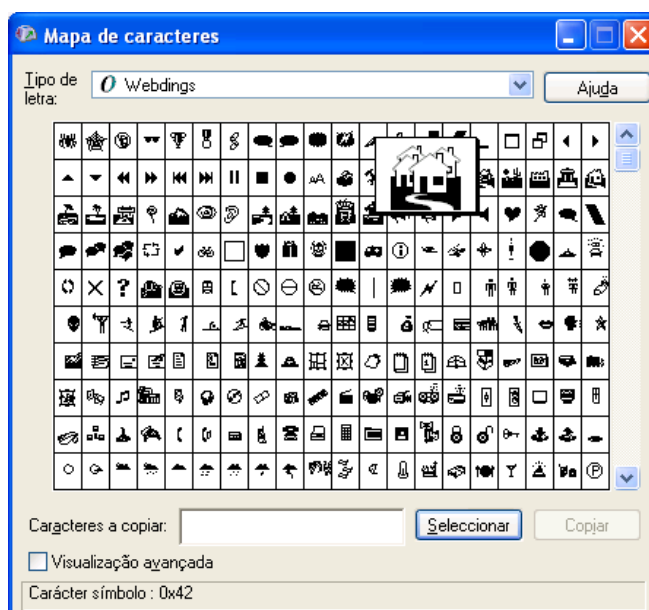 Mapa de caracteres
Tipo de letra:
Webdings
Ajuda
Caracteres a copiar:
Seleccionar
Copiar
Visualização avançada
Carácter símbolo : 0x42